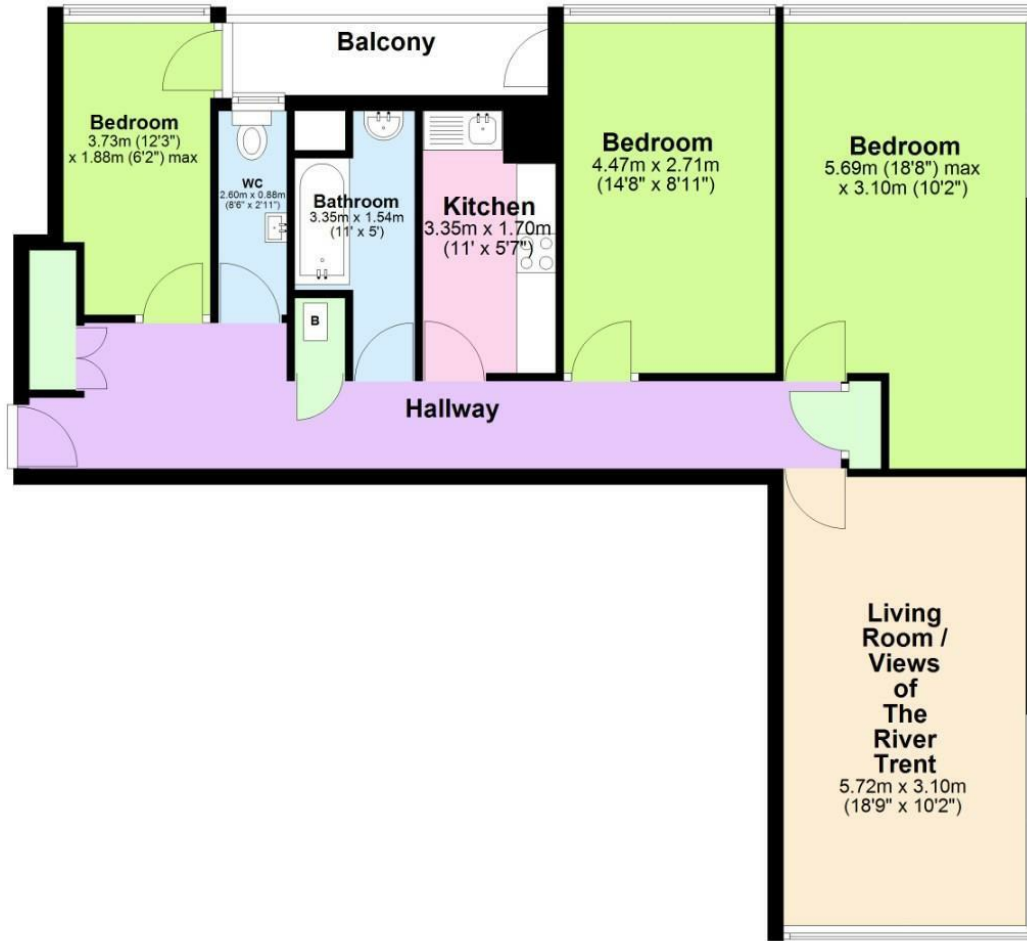 Balcony
Bedroom
3.73m (12'3")
x 1.88m (6'2") max
WC
2.60m x 0.88m
(8'6" x 2'11")
Bathroom
3.35m x 1.54m
(11' x 5')
Kitchen
3.35m x 1.70m
(11' x 5'7")
Bedroom
4.47m x 2.71m
(14'8" x 8'11")
Bedroom
5.69m (18'8") max
x 3.10m (10'2")
B
Hallway
Living
Room /
Views
of
The
River
Trent
5.72m x 3.10m
(18'9" x 10'2")